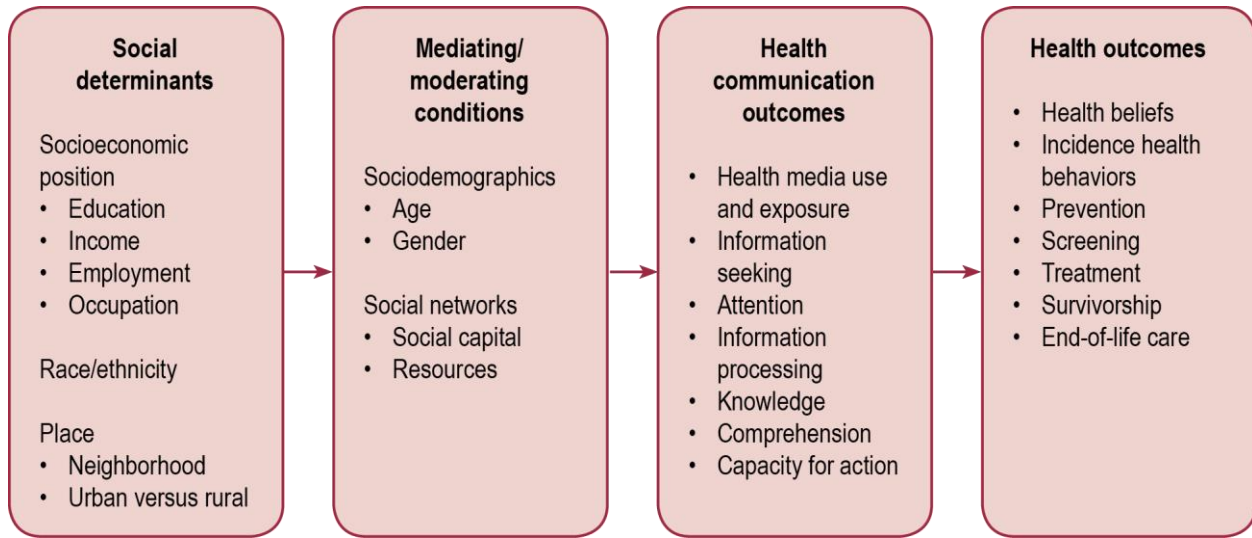 Social
determinants
Socioeconomic
position
• Education
• Income
• Employment
• Occupation
Race/ethnicity
Place
• Neighborhood
• Urban versus rural
Mediating/
moderating
conditions
Sociodemographics
• Age
• Gender
Social networks
• Social capital
• Resources
Health
communication
outcomes
• Health media use
and exposure
• Information
seeking
• Attention
• Information
processing
• Knowledge
• Comprehension
• Capacity for action
Health outcomes
• Health beliefs
• Incidence health
behaviors
• Prevention
• Screening
• Treatment
• Survivorship
• End-of-life care